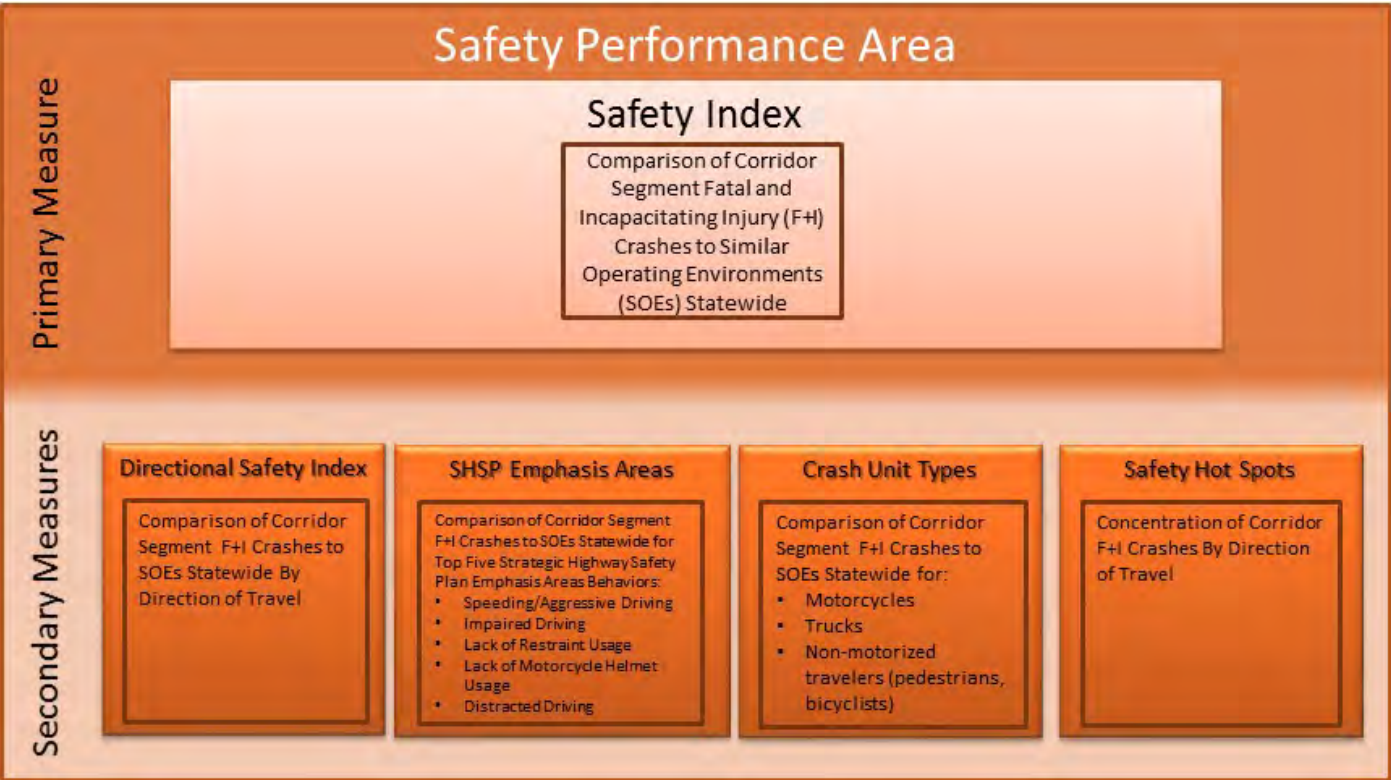 Safety Performance Area
Primary Measure
Safety Index
Comparison of Corridor
Segment Fatal and
Incapacitating Injury (F+I)
Crashes to Similar
Operating Environments
(SOEs) Statewide
Secondary Measures
Directional Safety Index
Comparison of Corridor
Segment F+I Crashes to
SOEs Statewide By
Direction of Travel
SHSP Emphasis Areas
Comparison of Corridor Segment
F+I Crashes to SOEs Statewide for
Top Five Strategic Highway Safety
Plan Emphasis Areas Behaviors:
• Speeding/Aggressive Driving
• Impaired Driving
• Lack of Restraint Usage
• Lack of Motorcycle Helmet
Usage
• Distracted Driving
Crash Unit Types
Comparison of Corridor
Segment F+I Crashes to
SOEs Statewide for:
• Motorcycles
• Trucks
• Non-motorized
travelers (pedestrians,
bicyclists)
Safety Hot Spots
Concentration of Corridor
F+I Crashes By Direction
of Travel